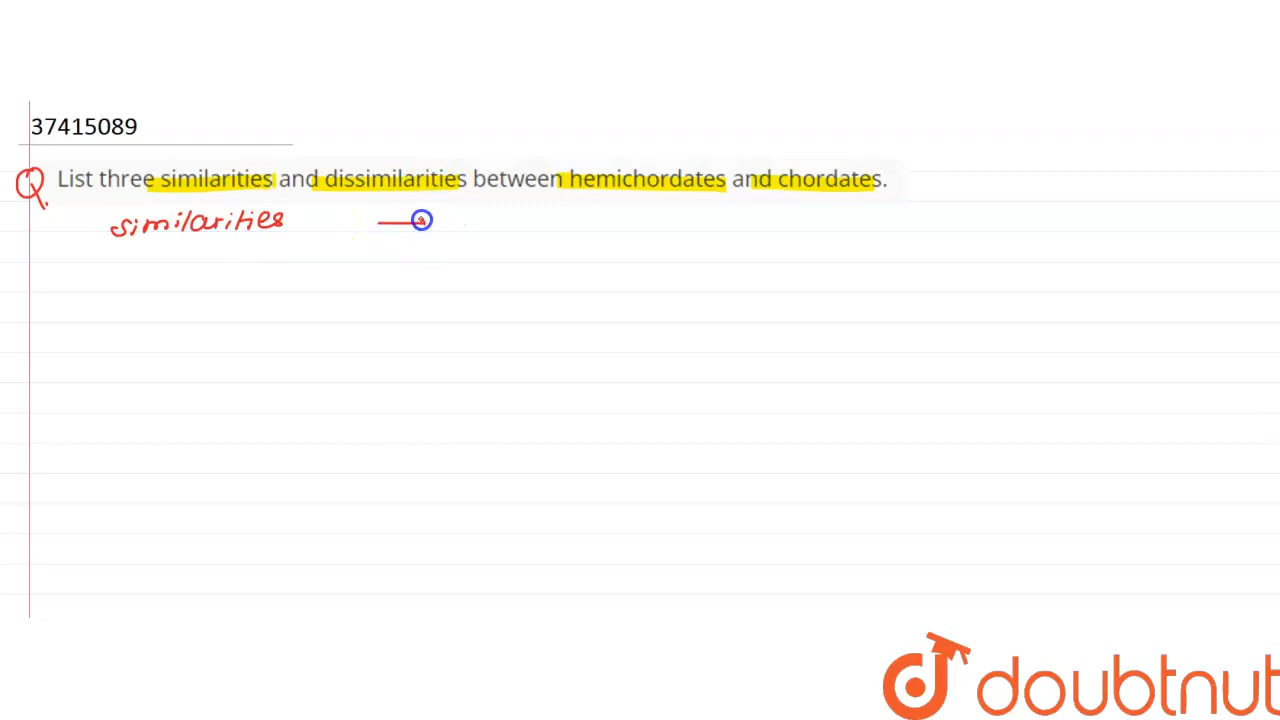 37415089
Q. List three similarities and dissimilarities between hemichordates and chordates.
similarities →
doubtnut